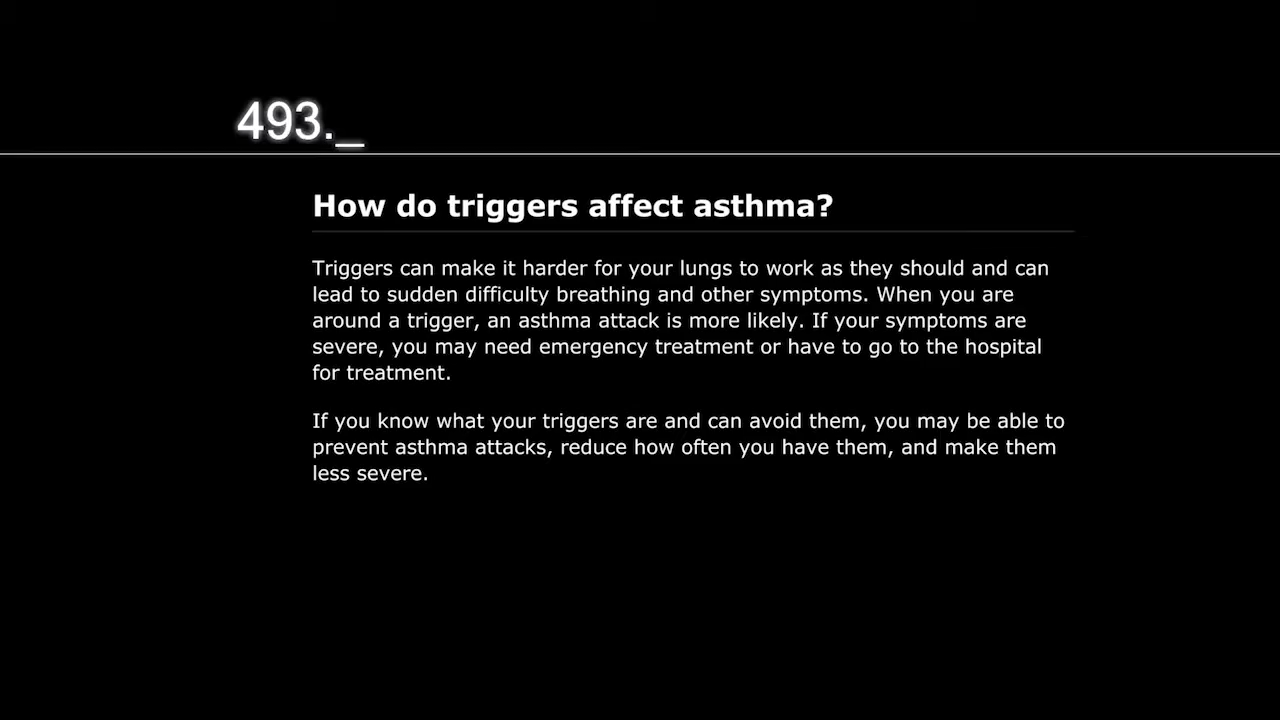 493._
How do triggers affect asthma?
Triggers can make it harder for your lungs to work as they should and can
lead to sudden difficulty breathing and other symptoms. When you are
around a trigger, an asthma attack is more likely. If your symptoms are
severe, you may need emergency treatment or have to go to the hospital
for treatment.
If you know what your triggers are and can avoid them, you may be able to
prevent asthma attacks, reduce how often you have them, and make them
less severe.